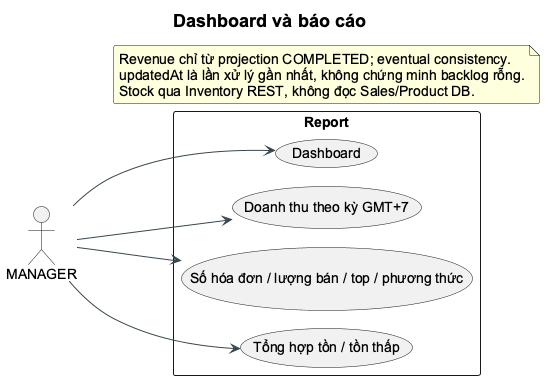 Dashboard và báo cáo
Revenue chỉ từ projection COMPLETED; eventual consistency.
updatedAt là lần xử lý gần nhất, không chứng minh backlog rỗng.
Stock qua Inventory REST, không đọc Sales/Product DB.
Report
Dashboard
Doanh thu theo kỳ GMT+7
MANAGER
Số hóa đơn / lượng bán / top / phương thức
Tổng hợp tồn / tồn thấp